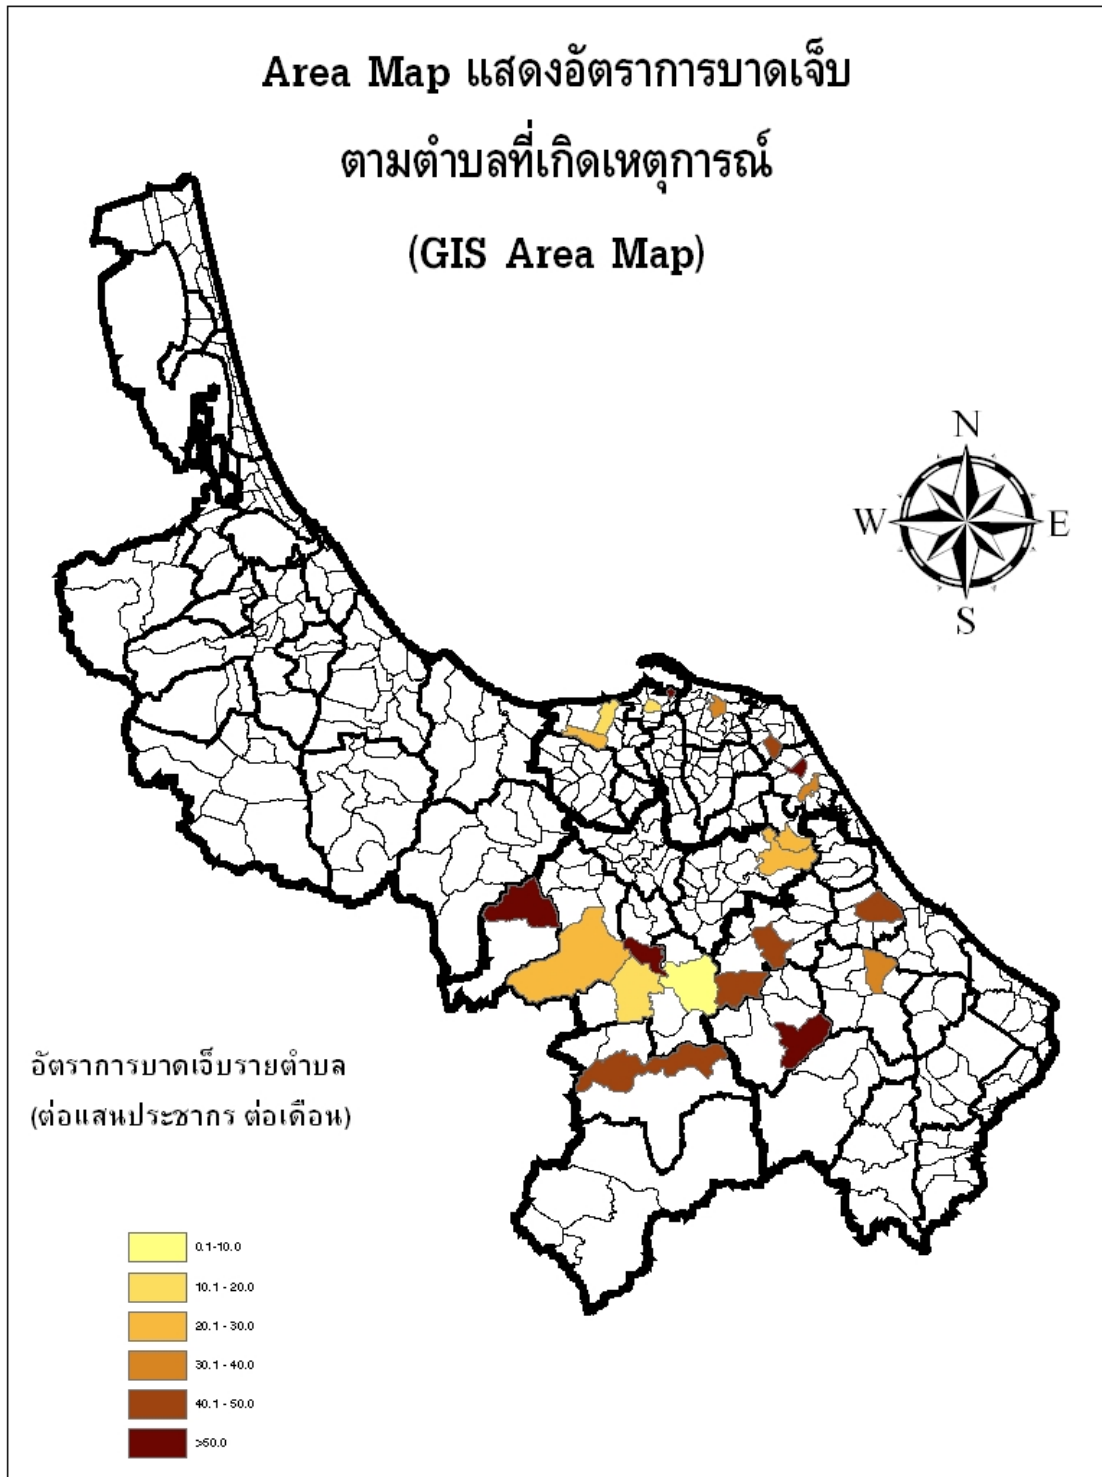 Area Map แสดงอัตราการบาดเจ็บ
ตามตำบลที่เกิดเหตุการณ์
(GIS Area Map)
N
W
E
S
อัตราการบาดเจ็บรายตำบล
(ต่อแสนประชากร ต่อเดือน)
0.1-10.0
10.1 - 20.0
20.1 - 30.0
30.1 - 40.0
40.1 - 50.0
>50.0